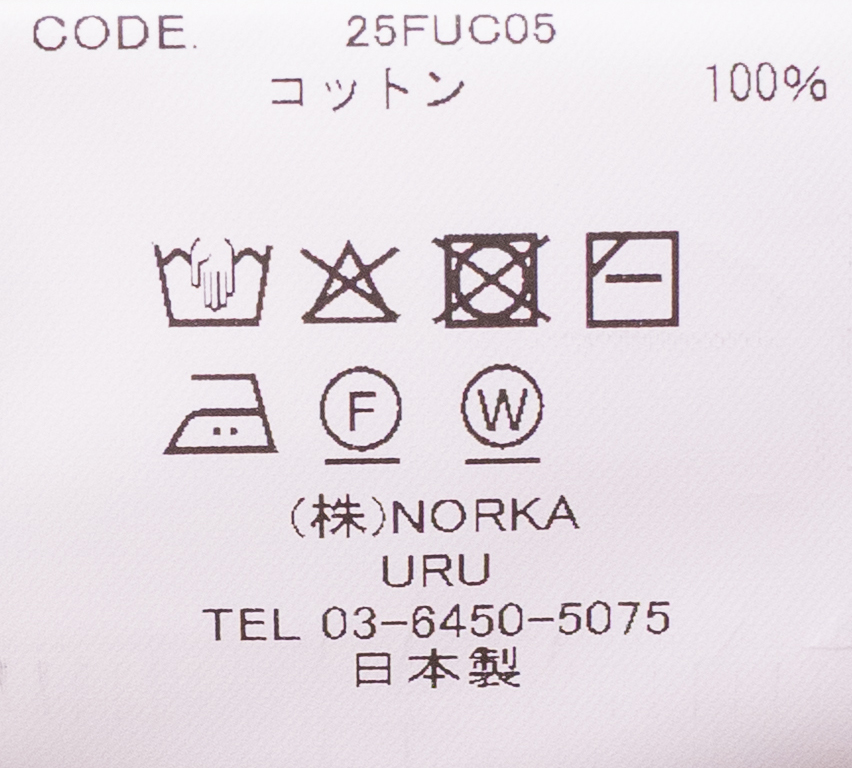 CODE. 25FUC05
コットン 100%
F W
(株)NORKA
URU
TEL 03-6450-5075
日本製